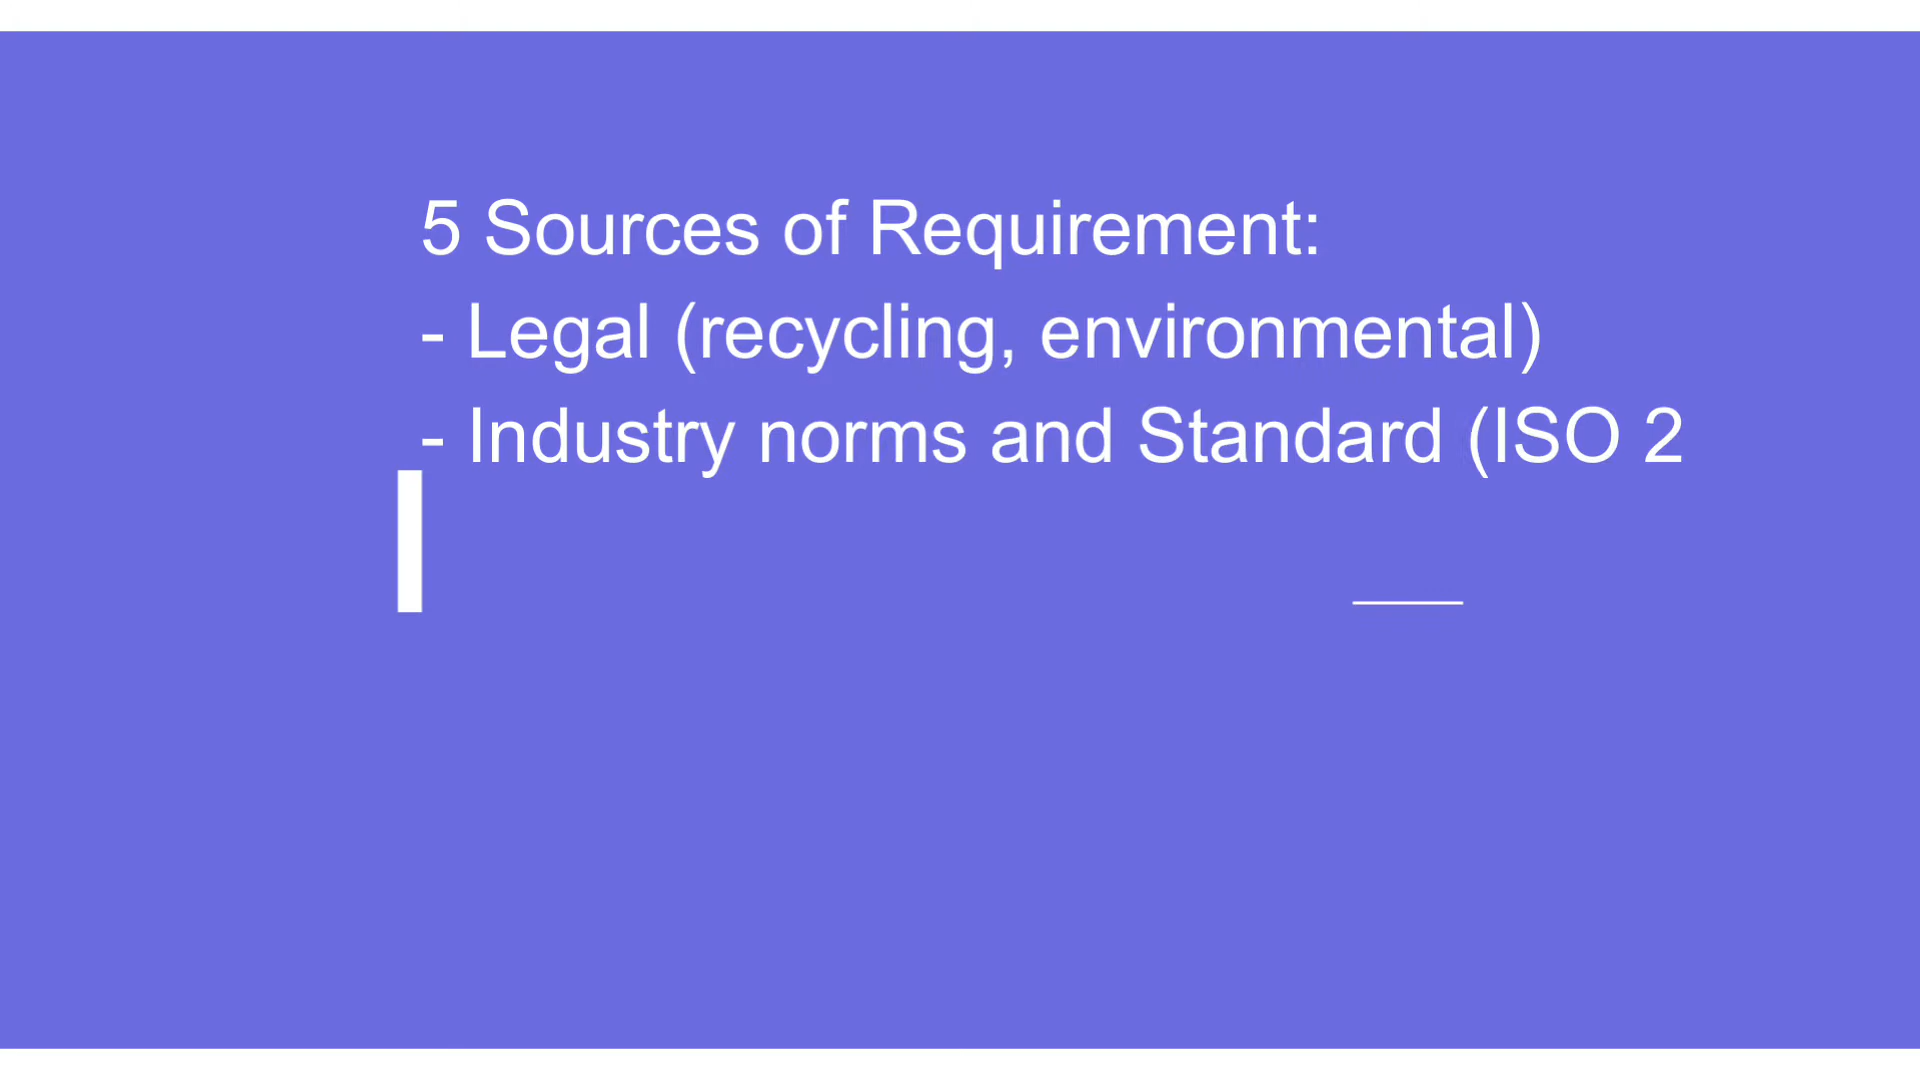 5 Sources of Requirement:
- Legal (recycling, environmental)
- Industry norms and Standard (ISO 2